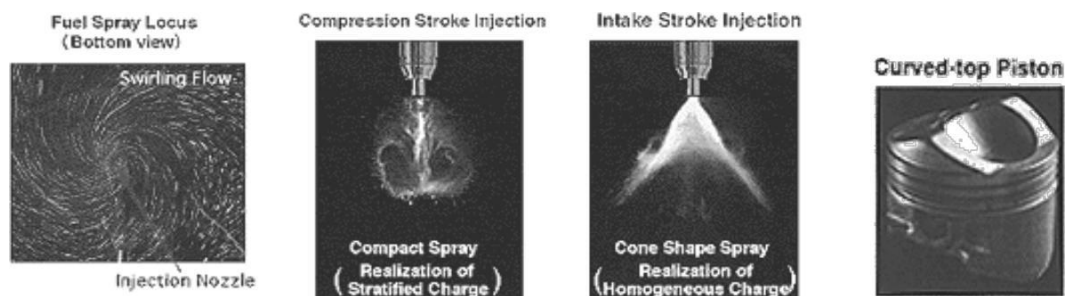 Fuel Spray Locus
(Bottom view)
Swirling Flow
Injection Nozzle
Compression Stroke Injection
Compact Spray
(Realization of
Stratified Charge)
Intake Stroke Injection
Cone Shape Spray
(Realization of
Homogeneous Charge)
Curved-top Piston